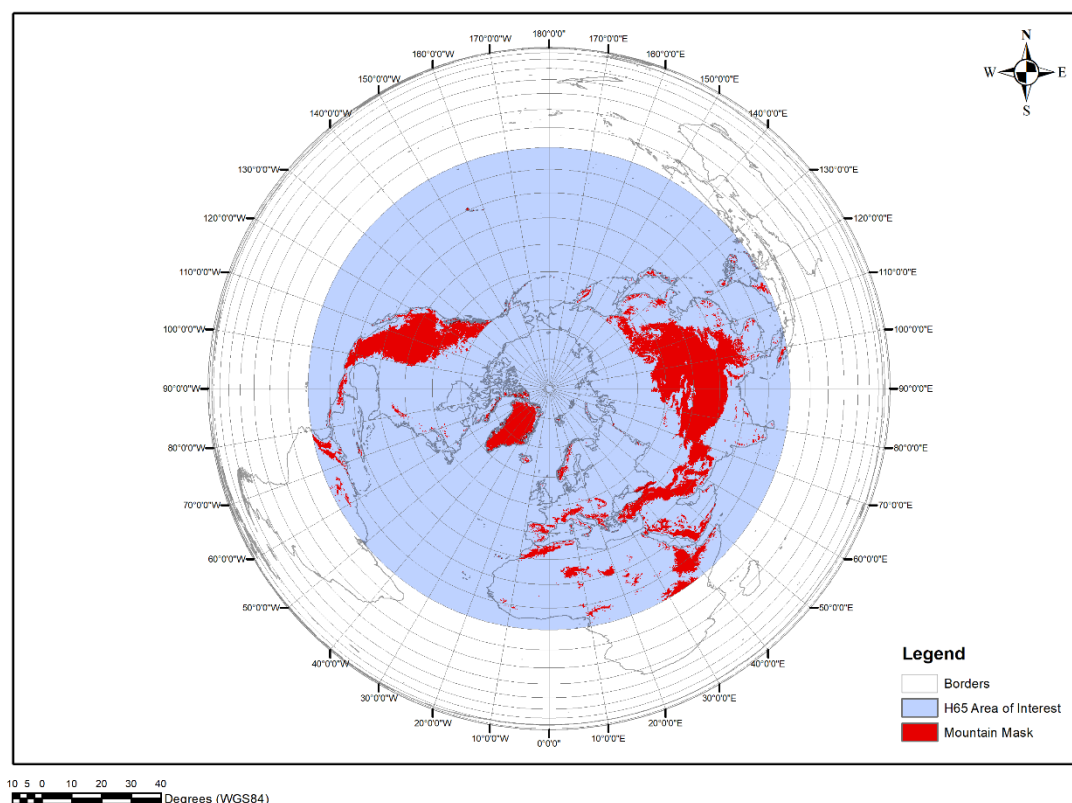 180°0'0"
170°0'0"W
170°0'0"E
160°0'0"W
160°0'0"E
150°0'0"W
150°0'0"E
140°0'0"W
140°0'0"E
130°0'0"W
130°0'0"E
120°0'0"W
120°0'0"E
110°0'0"W
110°0'0"E
100°0'0"W
100°0'0"E
90°0'0"W
90°0'0"E
80°0'0"W
80°0'0"E
70°0'0"W
70°0'0"E
60°0'0"W
60°0'0"E
50°0'0"W
50°0'0"E
40°0'0"W
40°0'0"E
30°0'0"W
30°0'0"E
20°0'0"W
20°0'0"E
10°0'0"W
0°0'0"
10°0'0"E
N
W E
S
Legend
Borders
H65 Area of Interest
Mountain Mask
10 5 0 10 20 30 40
Degrees (WGS84)